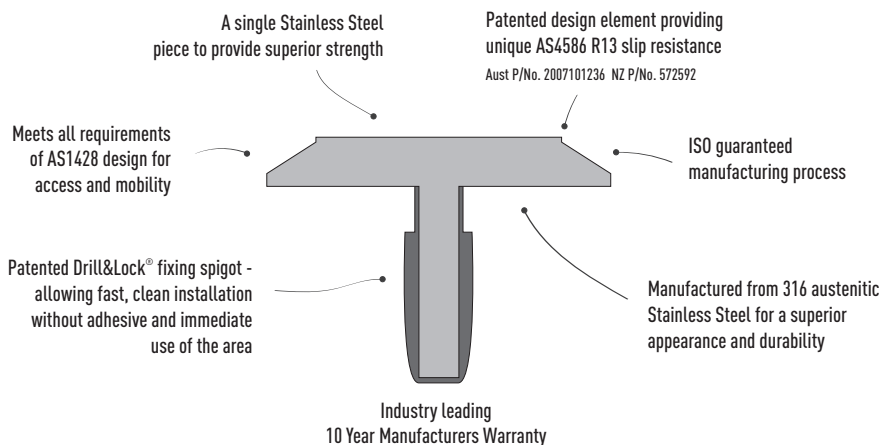 A single Stainless Steel
piece to provide superior strength
Patented design element providing
unique AS4586 R13 slip resistance
Aust P/No. 2007101236 NZ P/No. 572592
Meets all requirements
of AS1428 design for
access and mobility
ISO guaranteed
manufacturing process
Patented Drill&Lock® fixing spigot -
allowing fast, clean installation
without adhesive and immediate
use of the area
Manufactured from 316 austenitic
Stainless Steel for a superior
appearance and durability
Industry leading
10 Year Manufacturers Warranty